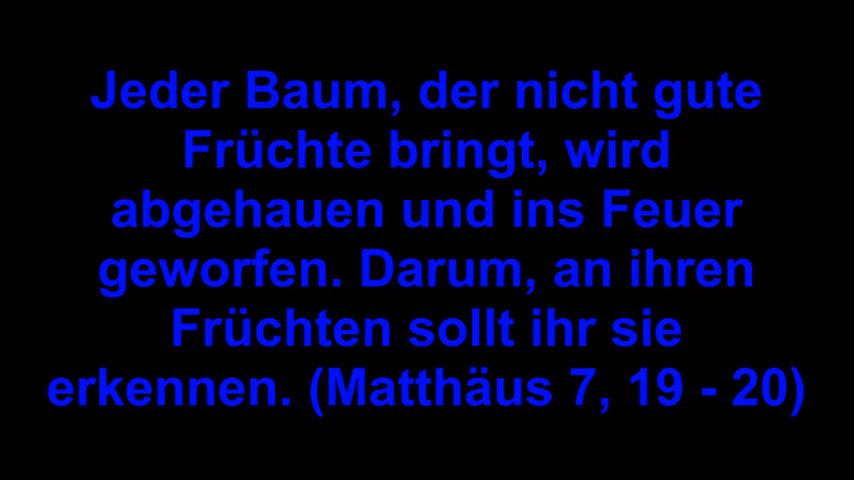 Jeder Baum, der nicht gute
Früchte bringt, wird
abgehauen und ins Feuer
geworfen. Darum, an ihren
Früchten sollt ihr sie
erkennen. (Matthäus 7, 19 - 20)